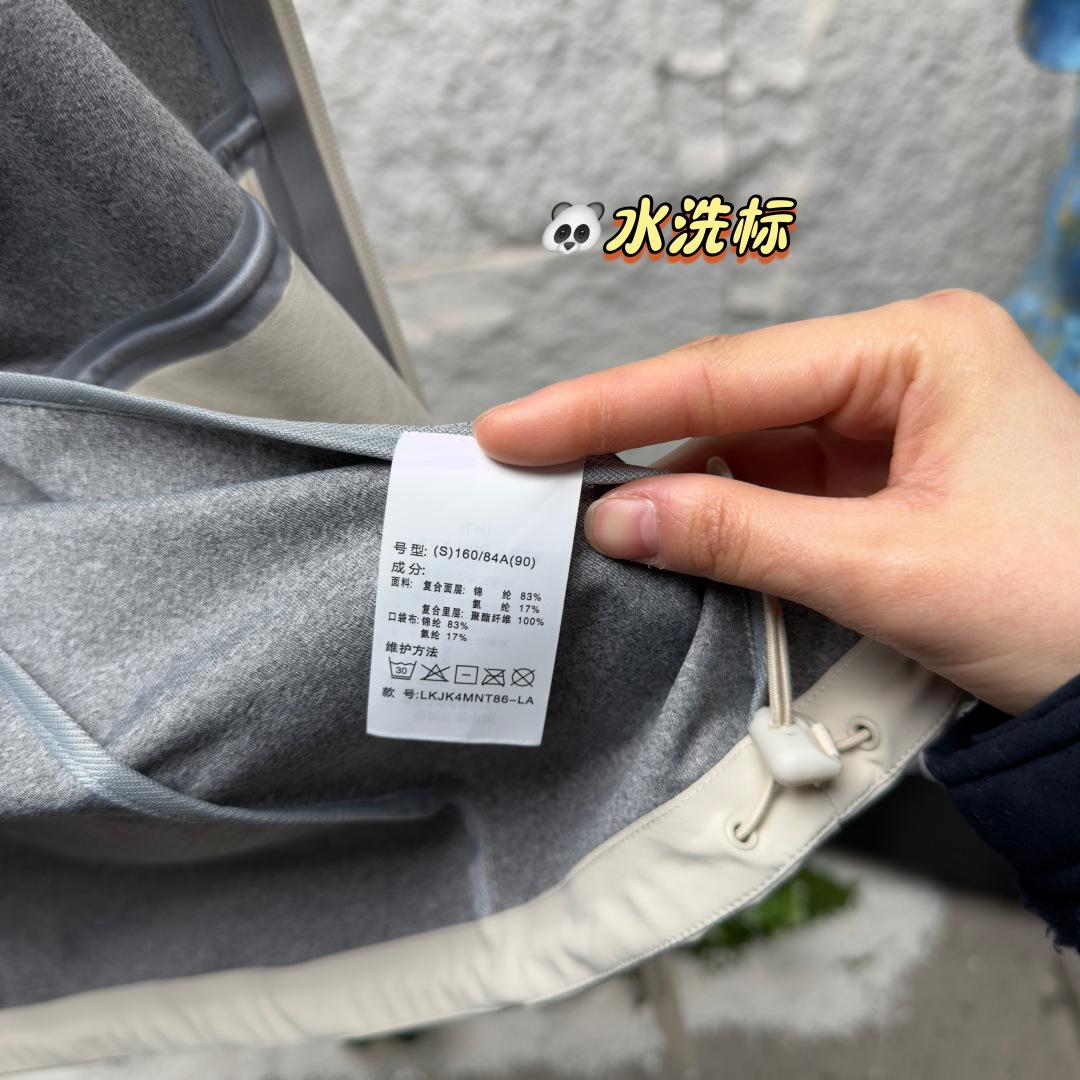 水洗标
号型: (S)160/84A(90)
成分:
面料: 复合面层: 锦 纶 83%
氨 纶 17%
复合里层: 聚酯纤维 100%
口袋布: 锦纶 83%
氨纶 17%
维护方法
30
款 号:LKJK4MNT86-LA